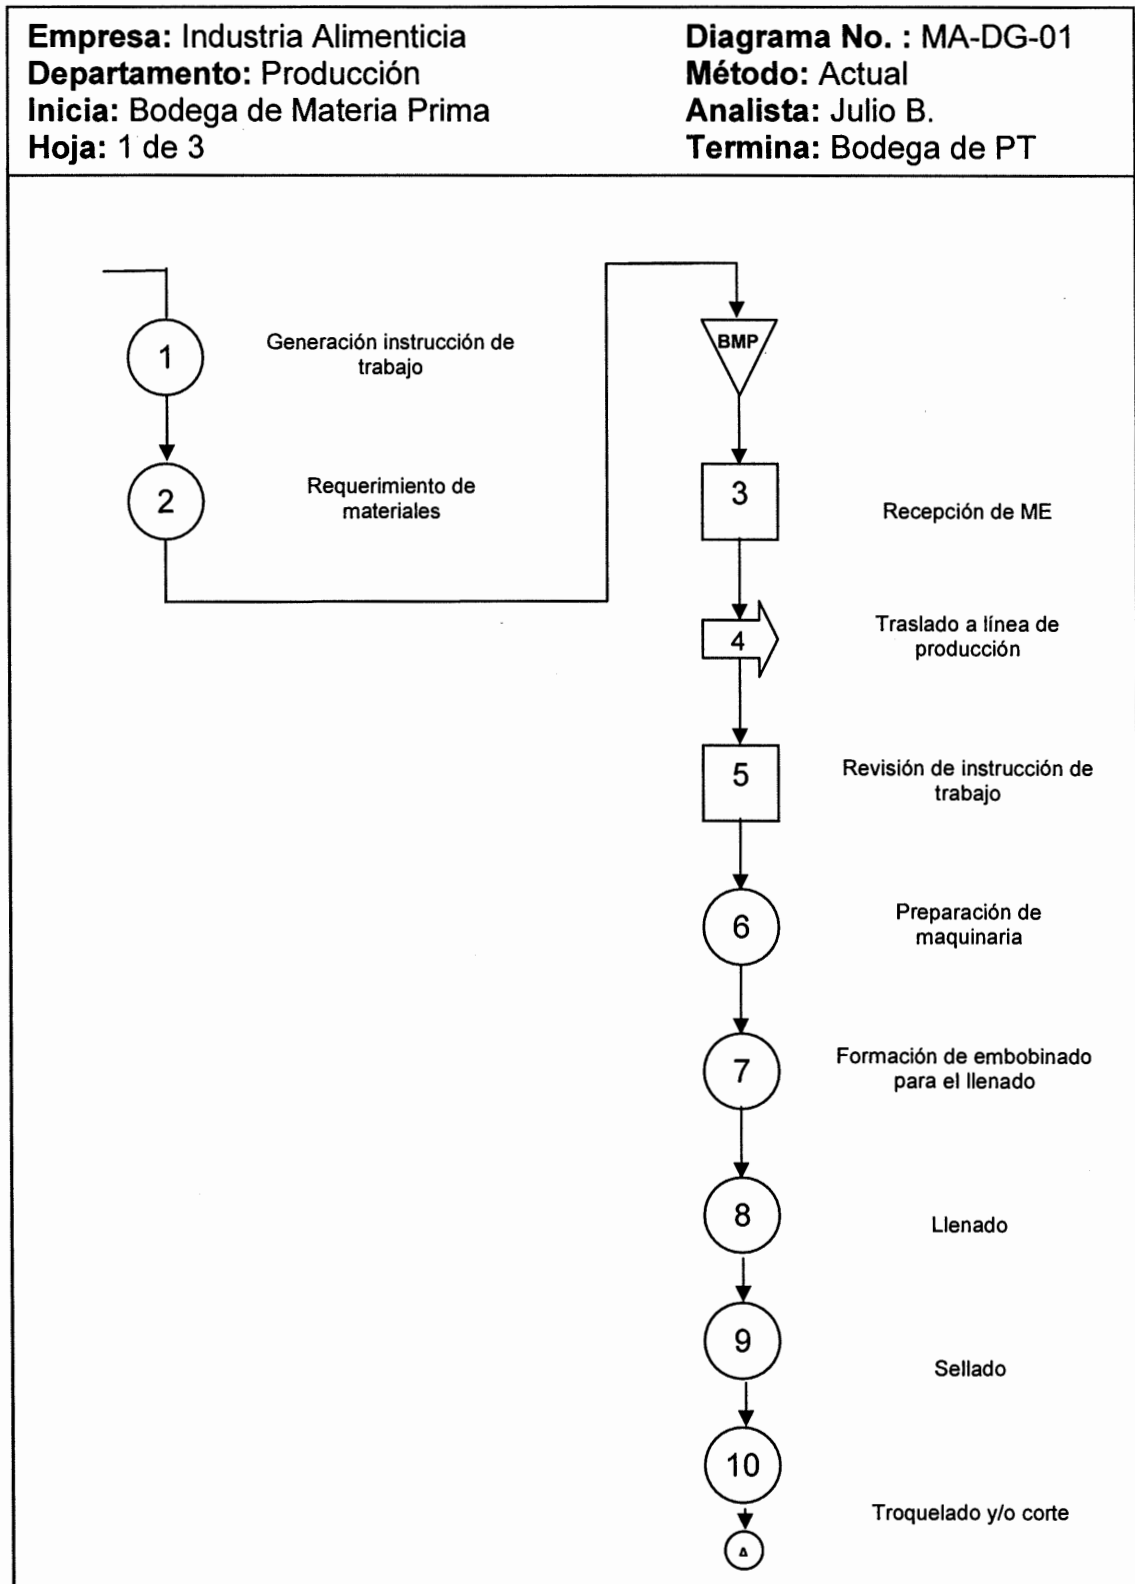 Empresa: Industria Alimenticia
Departamento: Producción
Inicia: Bodega de Materia Prima
Hoja: 1 de 3
Diagrama No. : MA-DG-01
Método: Actual
Analista: Julio B.
Termina: Bodega de PT
1
Generación instrucción de
trabajo
2
Requerimiento de
materiales
BMP
3
Recepción de ME
4
Traslado a línea de
producción
5
Revisión de instrucción de
trabajo
6
Preparación de
maquinaria
7
Formación de embobinado
para el llenado
8
Llenado
9
Sellado
10
Troquelado y/o corte